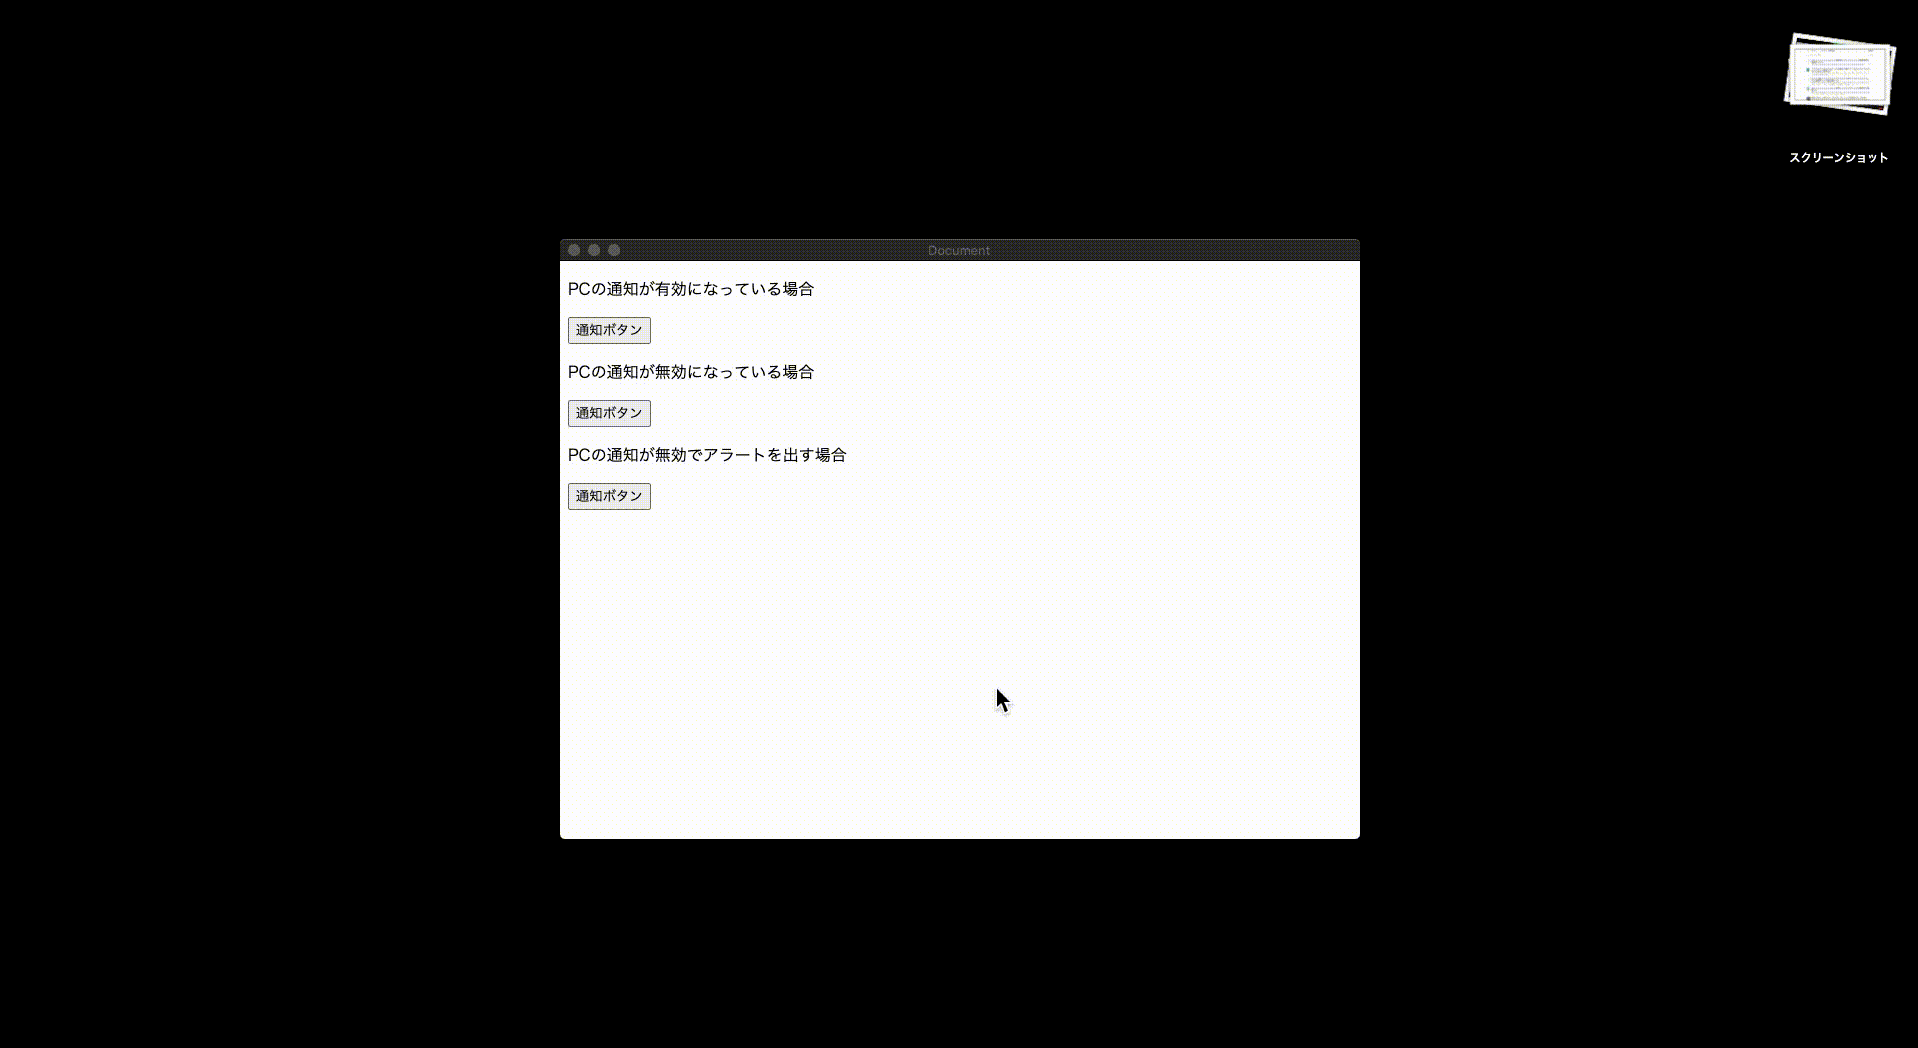 スクリーンショット
Document
PCの通知が有効になっている場合
通知ボタン
PCの通知が無効になっている場合
通知ボタン
PCの通知が無効でアラートを出す場合
通知ボタン